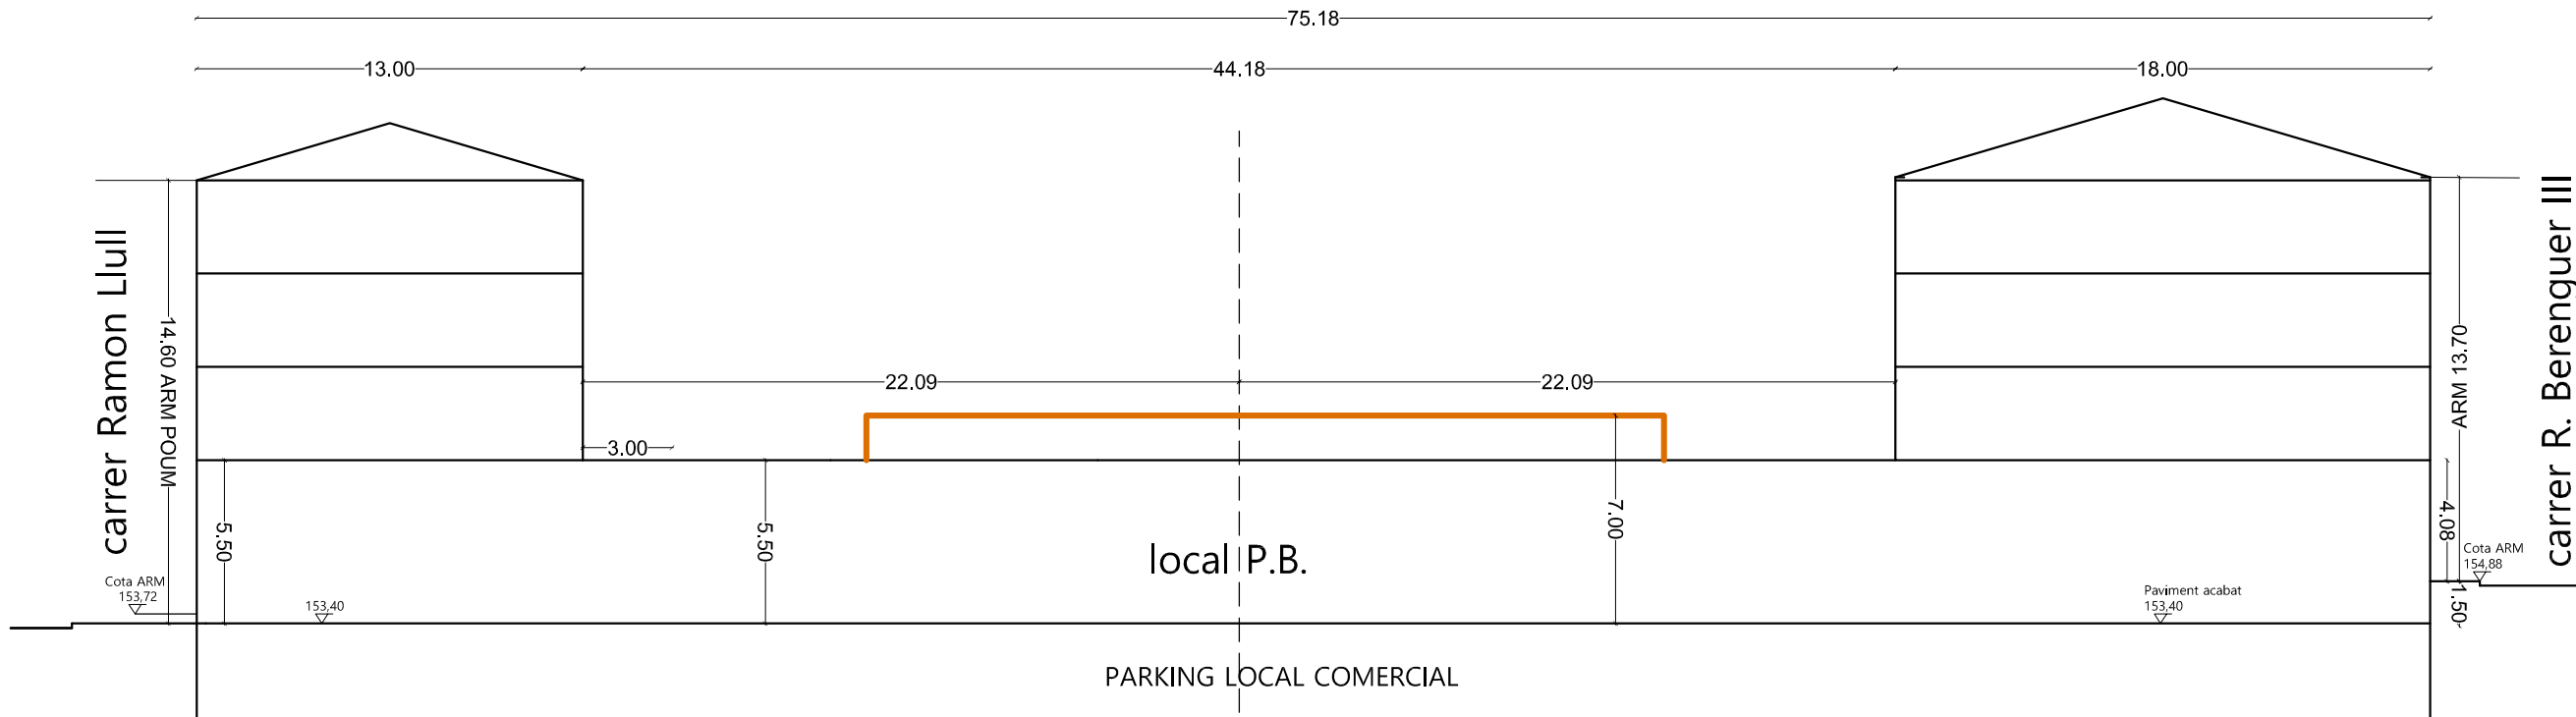 75.18
13.00
44.18
18.00
carrer Ramon Llull
14.60 ARM POUM
22.09
22.09
3.00
5.50
5.50
7.00
local P.B.
ARM 13.70
4.08
1.50
carrer R. Berenguer III
Cota ARM
153,72
153,40
Cota ARM
154,88
Paviment acabat
153,40
PARKING LOCAL COMERCIAL